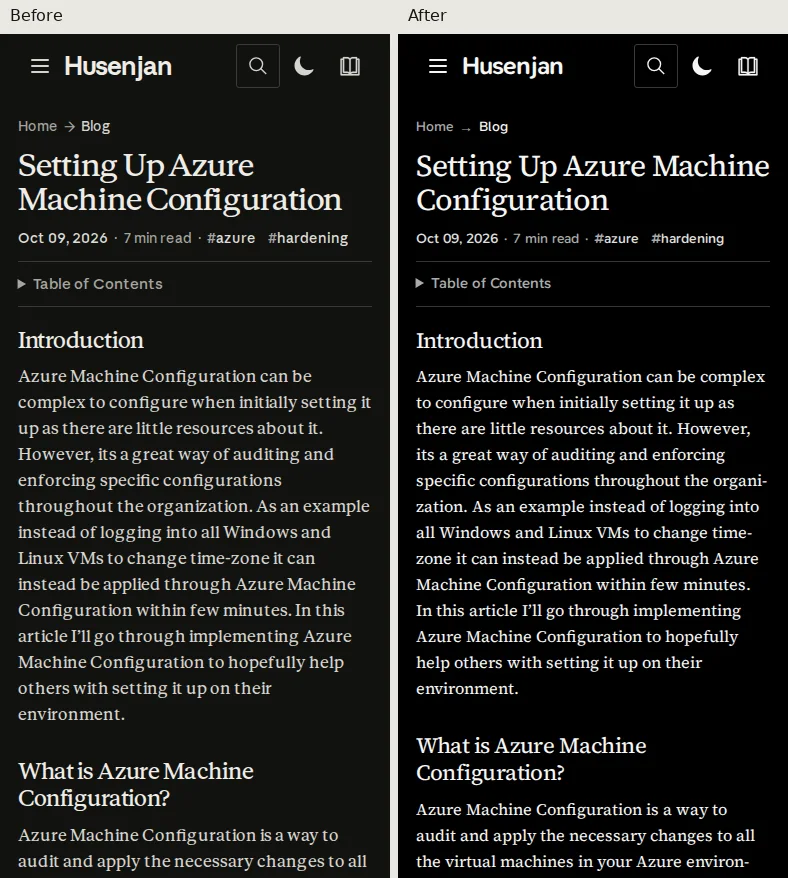 Before
Husenjan
Home → Blog
Setting Up Azure
Machine Configuration
Oct 09, 2026 · 7 min read · #azure #hardening
▶ Table of Contents
Introduction
Azure Machine Configuration can be
complex to configure when initially setting it
up as there are little resources about it.
However, its a great way of auditing and
enforcing specific configurations
throughout the organization. As an example
instead of logging into all Windows and
Linux VMs to change time-zone it can
instead be applied through Azure Machine
Configuration within few minutes. In this
article I’ll go through implementing Azure
Machine Configuration to hopefully help
others with setting it up on their
environment.
What is Azure Machine
Configuration?
Azure Machine Configuration is a way to
audit and apply the necessary changes to all
After
Husenjan
Home → Blog
Setting Up Azure Machine
Configuration
Oct 09, 2026 · 7 min read · #azure #hardening
▶ Table of Contents
Introduction
Azure Machine Configuration can be complex
to configure when initially setting it up as
there are little resources about it. However,
its a great way of auditing and enforcing
specific configurations throughout the organi-
zation. As an example instead of logging into
all Windows and Linux VMs to change time-
zone it can instead be applied through Azure
Machine Configuration within few minutes.
In this article I’ll go through implementing
Azure Machine Configuration to hopefully
help others with setting it up on their
environment.
What is Azure Machine
Configuration?
Azure Machine Configuration is a way to
audit and apply the necessary changes to all
the virtual machines in your Azure environ-